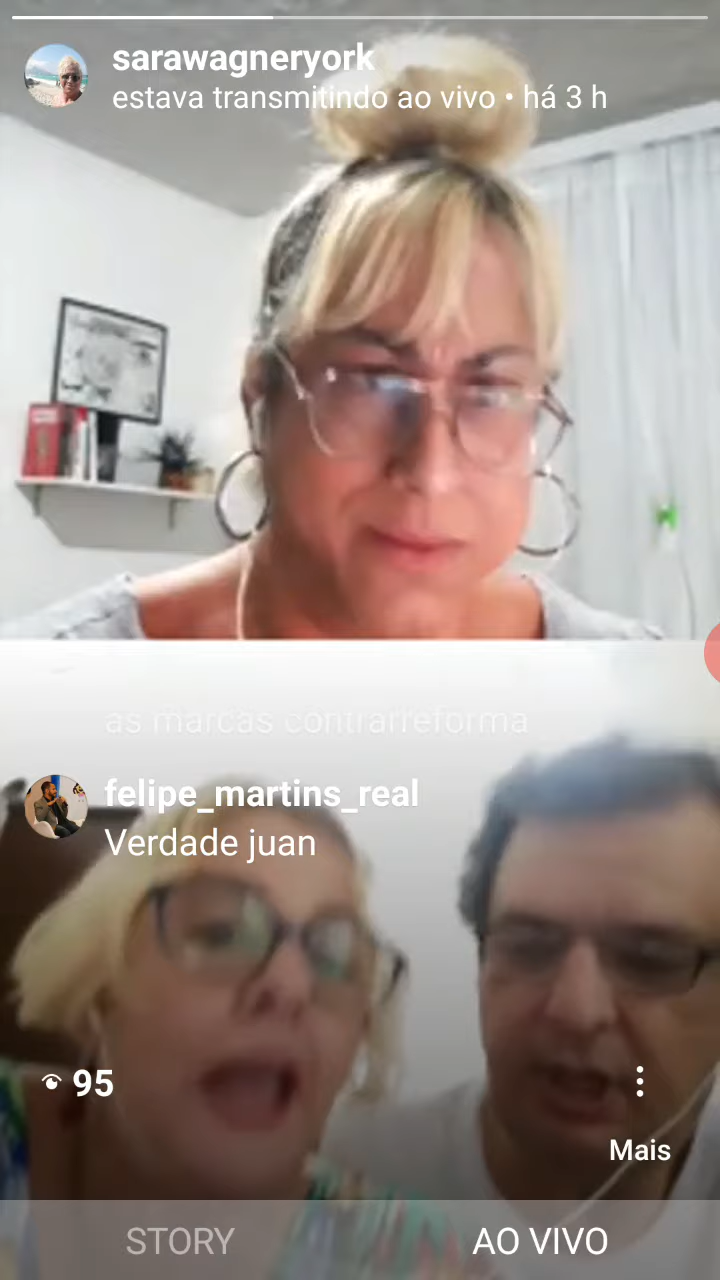 sarawagneryork
estava transmitindo ao vivo • há 3 h
as marcas contrarreforma
felipe_martins_real
Verdade juan
95
Mais
STORY
AO VIVO